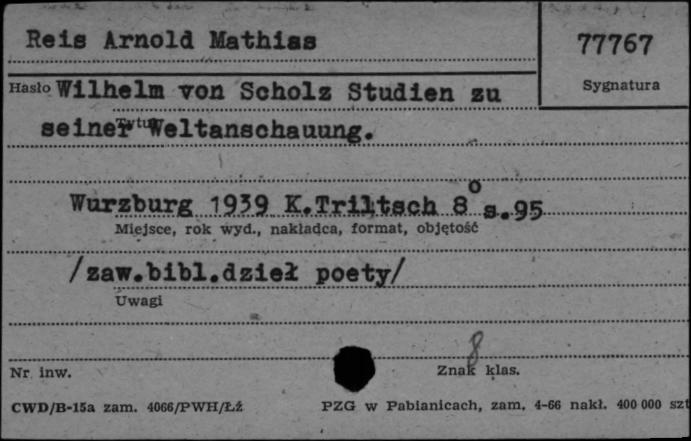 Reis Arnold Mathias
77767
Sygnatura
Hasło Wilhelm von Scholz Studien zu
Tytuł seiner Weltanschauung.
Wurzburg 1939 K.Triltsch 8° s.95
Miejsce, rok wyd., nakładca, format, objętość
/zaw.bibl.dzieł poety/
Uwagi
8
Nr inw.
Znak klas.
CWD/B-15a zam. 4066/PWH/Łź
PZG w Pabianicach, zam. 4-66 nakł. 400 000 szt